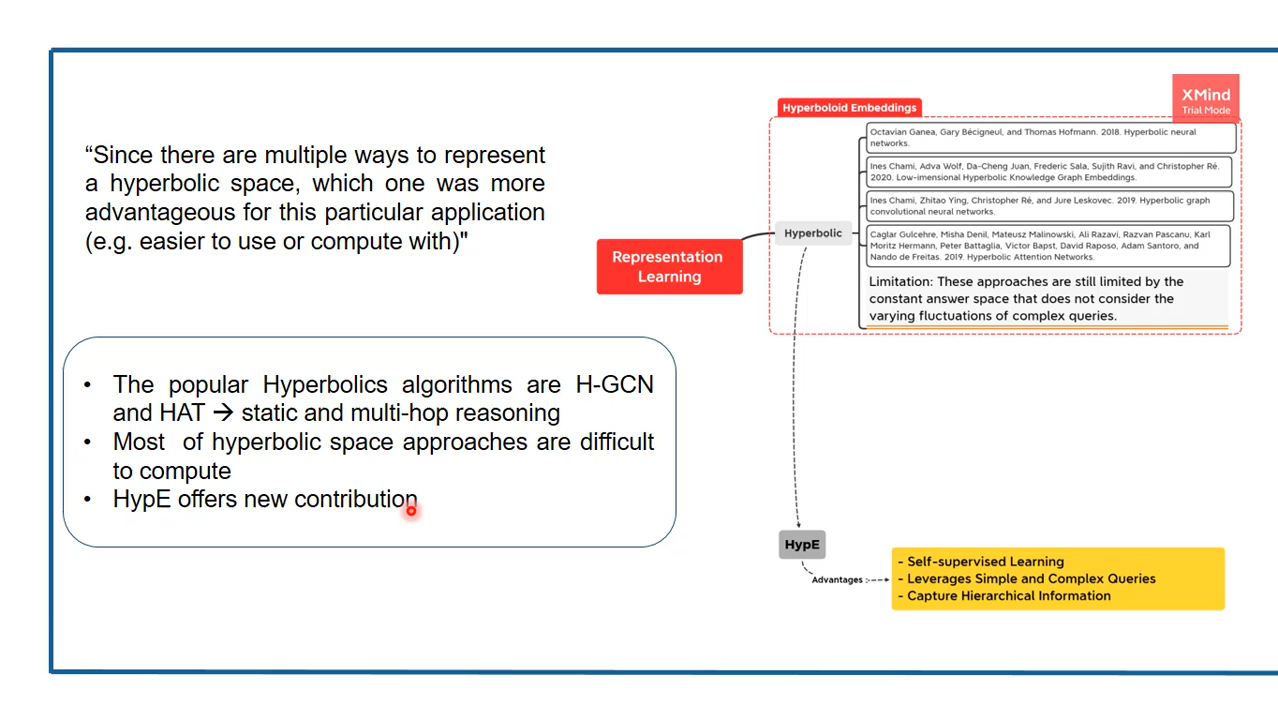 “Since there are multiple ways to represent
a hyperbolic space, which one was more
advantageous for this particular application
(e.g. easier to use or compute with)"
• The popular Hyperbolics algorithms are H-GCN
and HAT → static and multi-hop reasoning
• Most of hyperbolic space approaches are difficult
to compute
• HypE offers new contribution
XMind
Trial Mode
Hyperboloid Embeddings
Octavian Ganea, Gary Bécigneul, and Thomas Hofmann. 2018. Hyperbolic neural
networks.
Ines Chami, Adva Wolf, Da-Cheng Juan, Frederic Sala, Sujith Ravi, and Christopher Ré.
2020. Low-imensional Hyperbolic Knowledge Graph Embeddings.
Ines Chami, Zhitao Ying, Christopher Ré, and Jure Leskovec. 2019. Hyperbolic graph
convolutional neural networks.
Caglar Gulcehre, Misha Denil, Mateusz Malinowski, Ali Razavi, Razvan Pascanu, Karl
Moritz Hermann, Peter Battaglia, Victor Bapst, David Raposo, Adam Santoro, and
Nando de Freitas. 2019. Hyperbolic Attention Networks.
Limitation: These approaches are still limited by the
constant answer space that does not consider the
varying fluctuations of complex queries.
Hyperbolic
Representation
Learning
HypE
Advantages
- Self-supervised Learning
- Leverages Simple and Complex Queries
- Capture Hierarchical Information